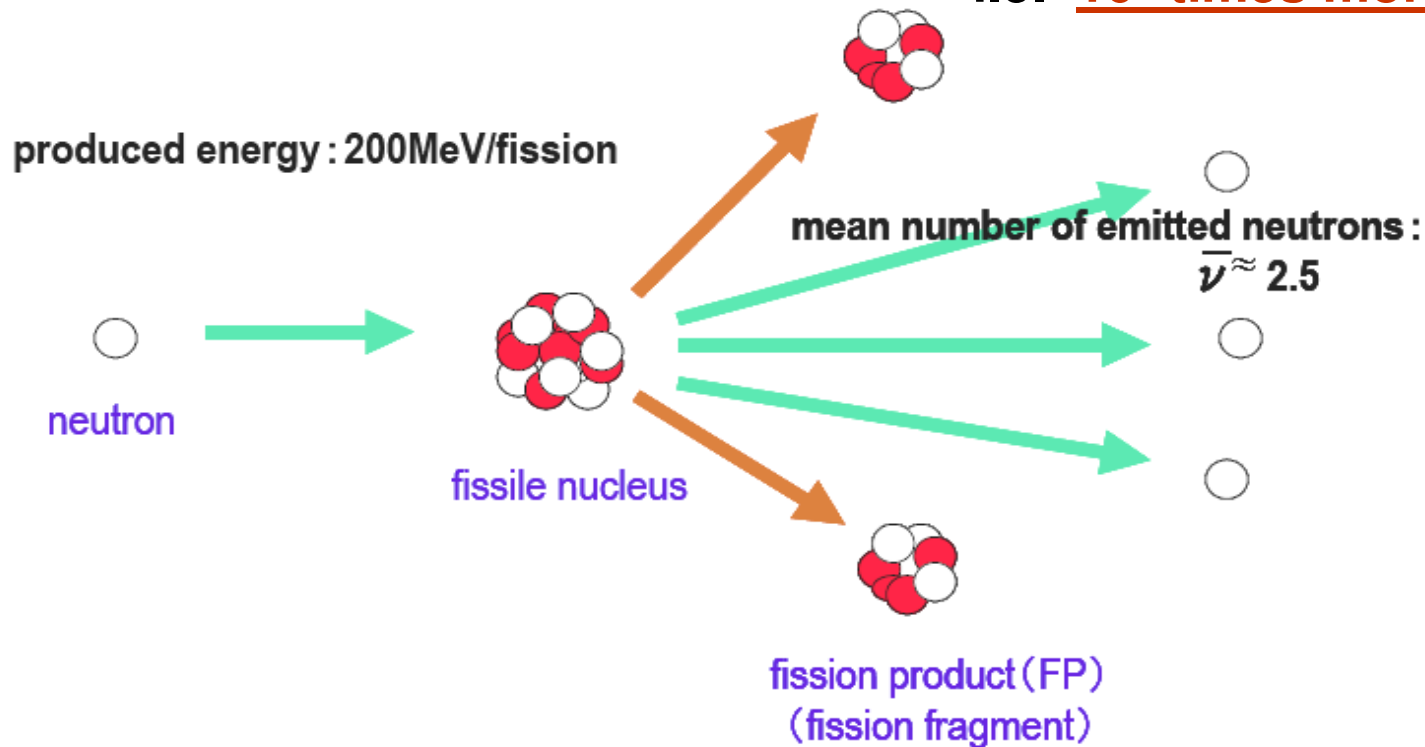 produced energy : 200MeV/fission
mean number of emitted neutrons :
ν̅ ≈ 2.5
neutron
fissile nucleus
fission product (FP)
(fission fragment)